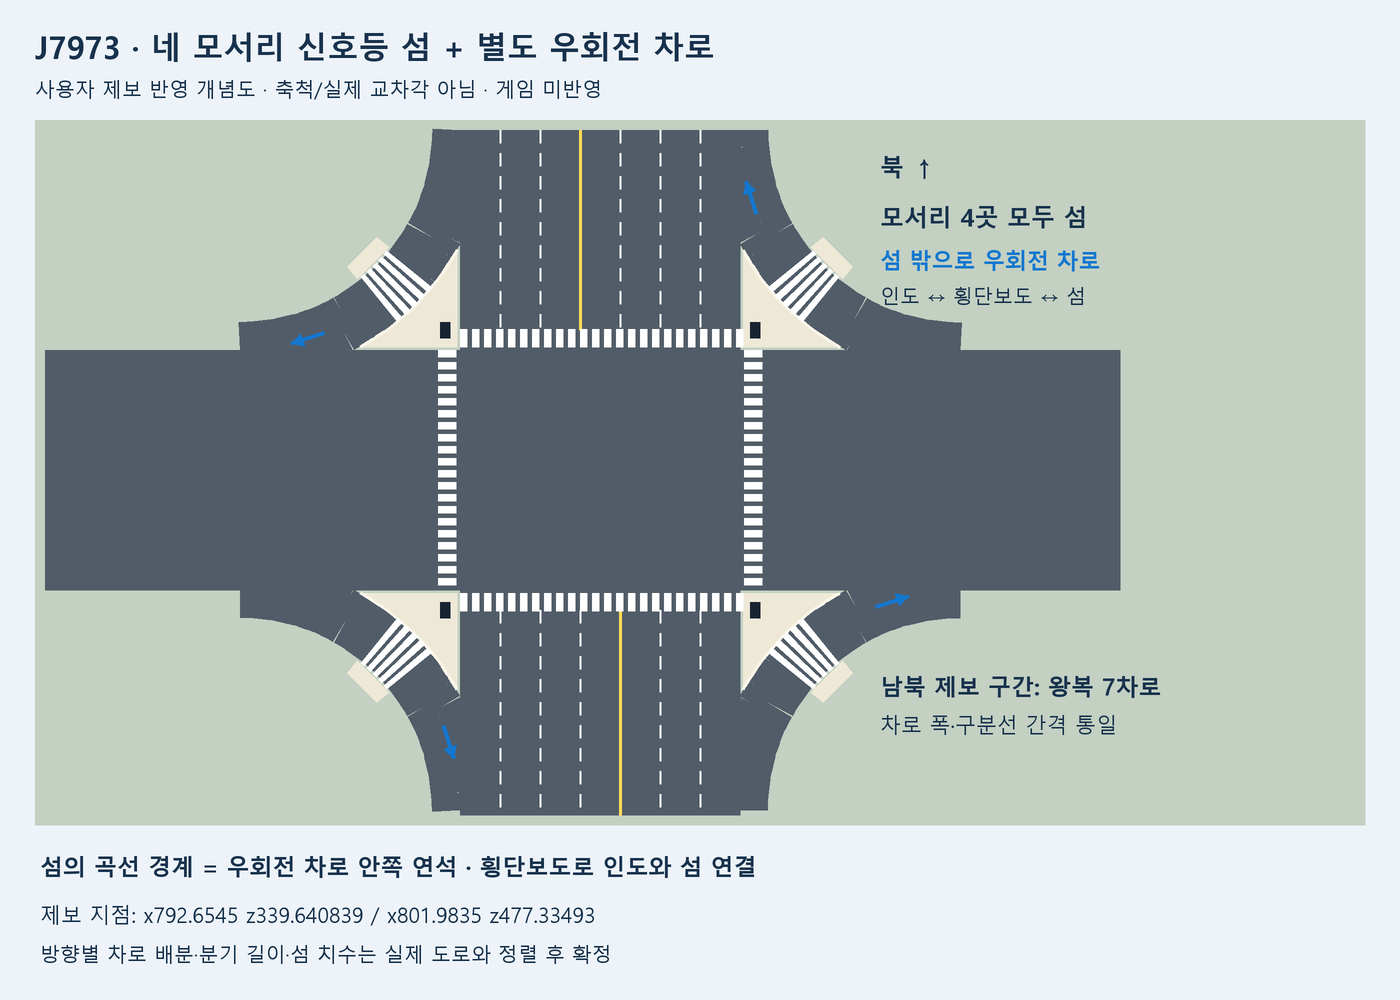 J7973 · 네 모서리 신호등 섬 + 별도 우회전 차로
사용자 제보 반영 개념도 · 축척/실제 교차각 아님 · 게임 미반영
북 ↑
모서리 4곳 모두 섬
섬 밖으로 우회전 차로
인도 ↔ 횡단보도 ↔ 섬
남북 제보 구간: 왕복 7차로
차로 폭·구분선 간격 통일
섬의 곡선 경계 = 우회전 차로 안쪽 연석 · 횡단보도로 인도와 섬 연결
제보 지점: x792.6545 z339.640839 / x801.9835 z477.33493
방향별 차로 배분·분기 길이·섬 치수는 실제 도로와 정렬 후 확정